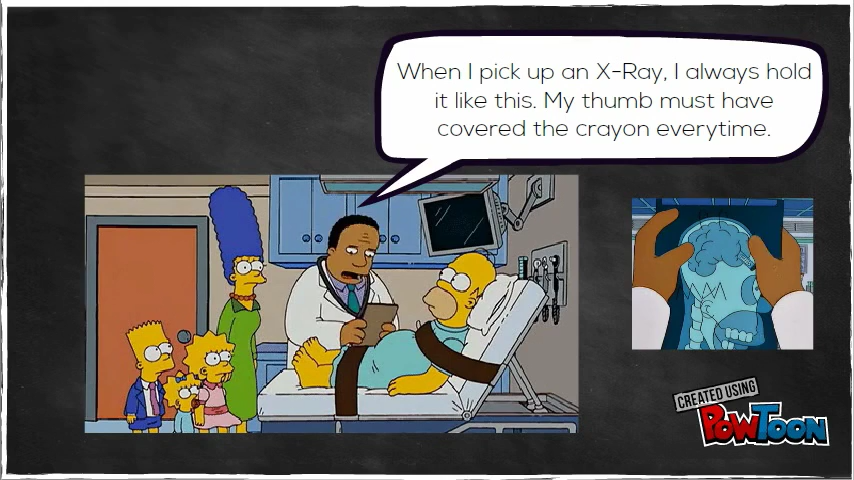 When I pick up an X-Ray, I always hold
it like this. My thumb must have
covered the crayon everytime.
CREATED USING
POWTOON